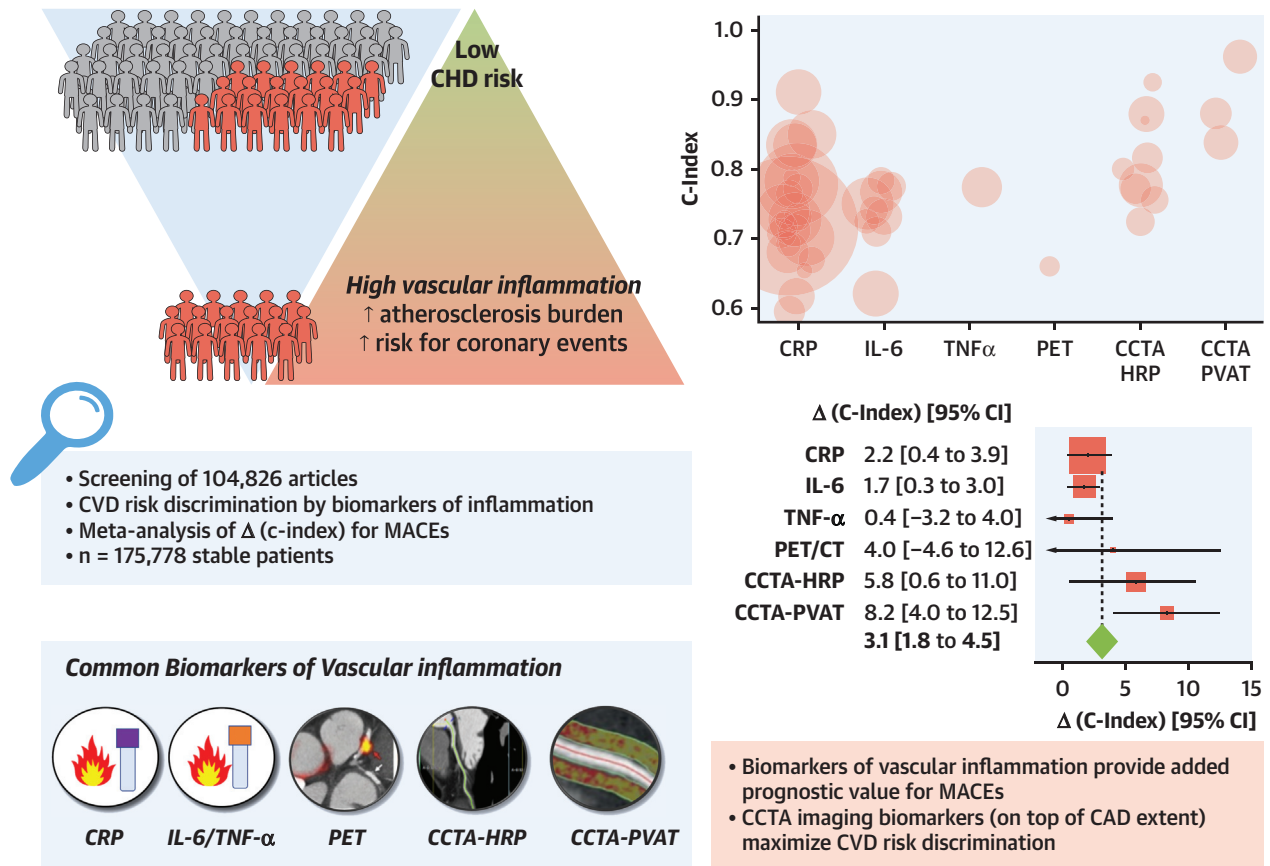 Low
CHD risk
High vascular inflammation
↑ atherosclerosis burden
↑ risk for coronary events
• Screening of 104,826 articles
• CVD risk discrimination by biomarkers of inflammation
• Meta-analysis of Δ (c-index) for MACEs
• n = 175,778 stable patients
Common Biomarkers of Vascular inflammation
CRP IL-6/TNF-α PET CCTA-HRP CCTA-PVAT
C-Index
1.0
0.9
0.8
0.7
0.6
CRP IL-6 TNFα PET CCTA HRP CCTA PVAT
Δ (C-Index) [95% CI]
CRP 2.2 [0.4 to 3.9]
IL-6 1.7 [0.3 to 3.0]
TNF-α 0.4 [−3.2 to 4.0]
PET/CT 4.0 [−4.6 to 12.6]
CCTA-HRP 5.8 [0.6 to 11.0]
CCTA-PVAT 8.2 [4.0 to 12.5]
3.1 [1.8 to 4.5]
0 5 10 15
Δ (C-Index) [95% CI]
• Biomarkers of vascular inflammation provide added
prognostic value for MACEs
• CCTA imaging biomarkers (on top of CAD extent)
maximize CVD risk discrimination